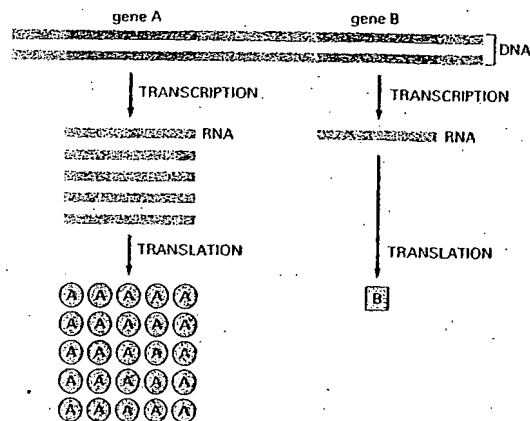 gene A gene B
DNA
TRANSCRIPTION TRANSCRIPTION
RNA RNA
TRANSLATION TRANSLATION
A A A A A B
A A A A A
A A A A A
A A A A A
A A A A A